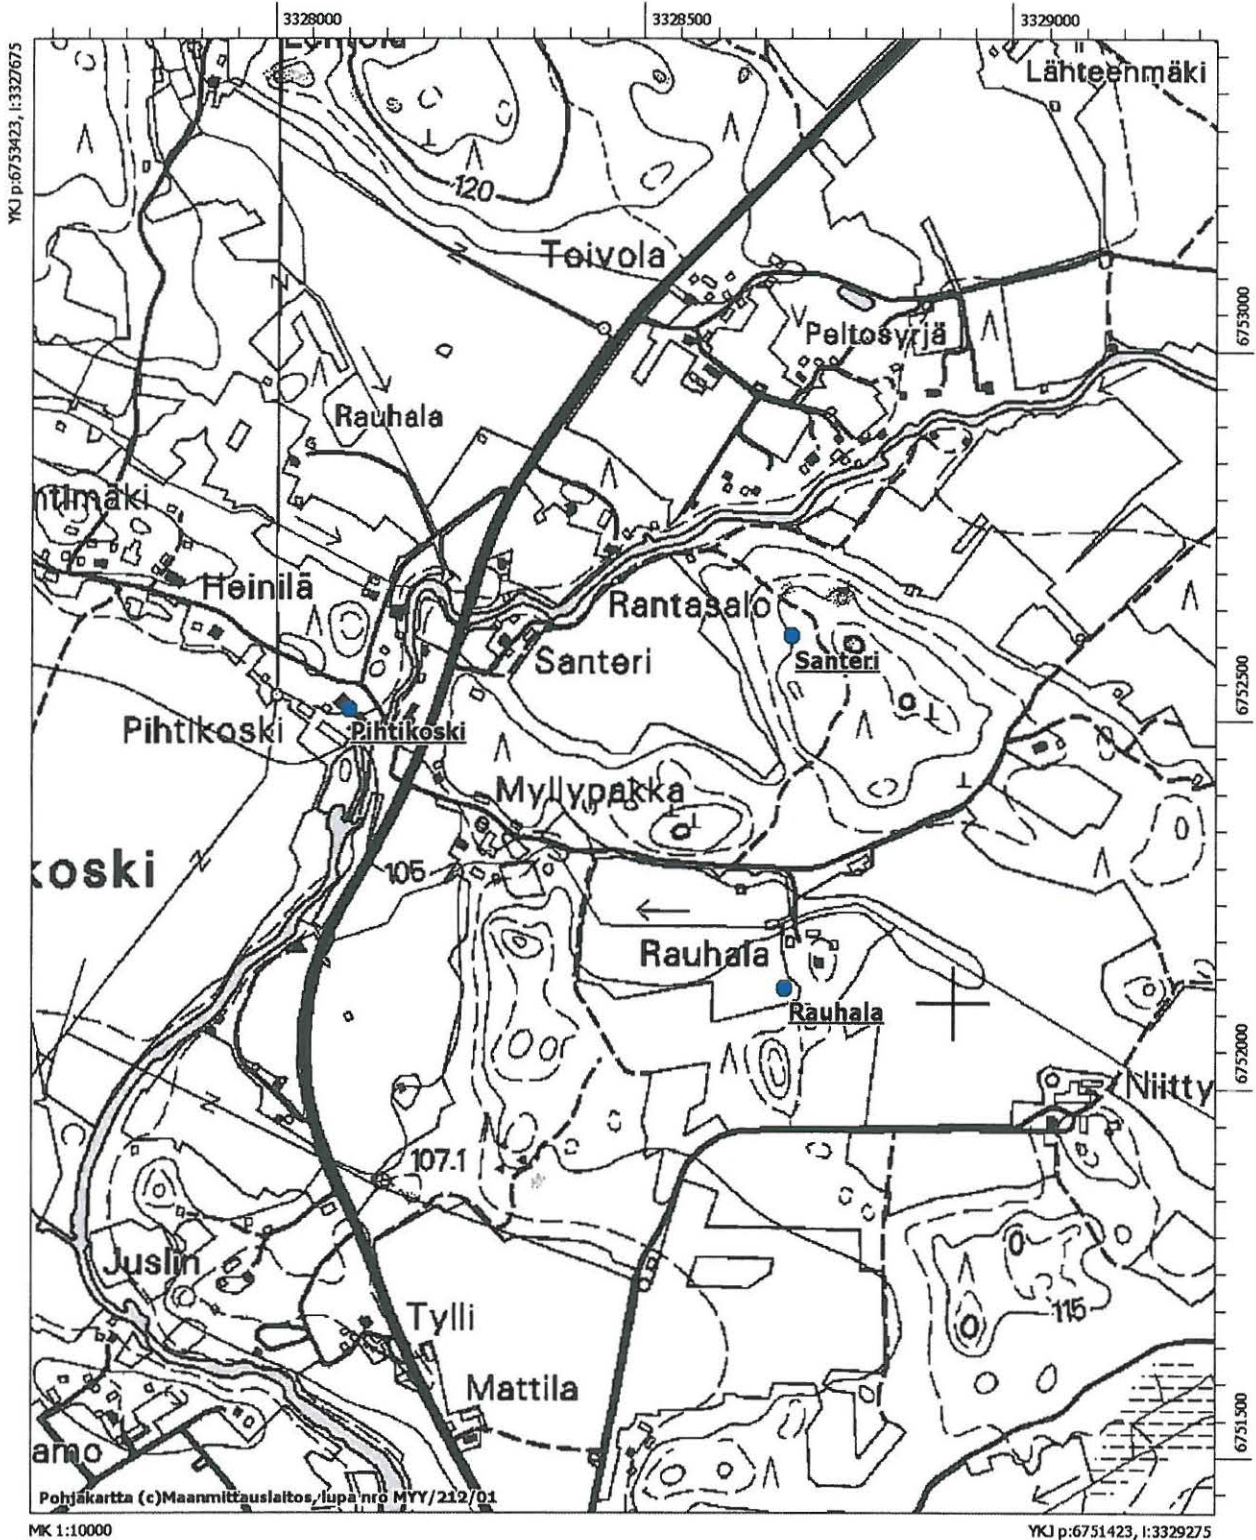 3328000
3328500
3329000
YKJ p:6753423, l:3327675
Lähteenmäki
120
Toivola
6753000
Peltosyrjä
Rauhala
ntimäki
Heinilä
Rantasalo
Santeri
Santeri
6752500
Pihtikoski
Pihtikoski
Myllypakka
koski
105
Rauhala
Rauhala
6752000
Niitty
107.1
Juslin
115
Tylli
Mattila
6751500
amo
Pohjakartta (c)Maanmittauslaitos, lupa nro MYY/212/01
MK 1:10000
YKJ p:6751423, l:3329275